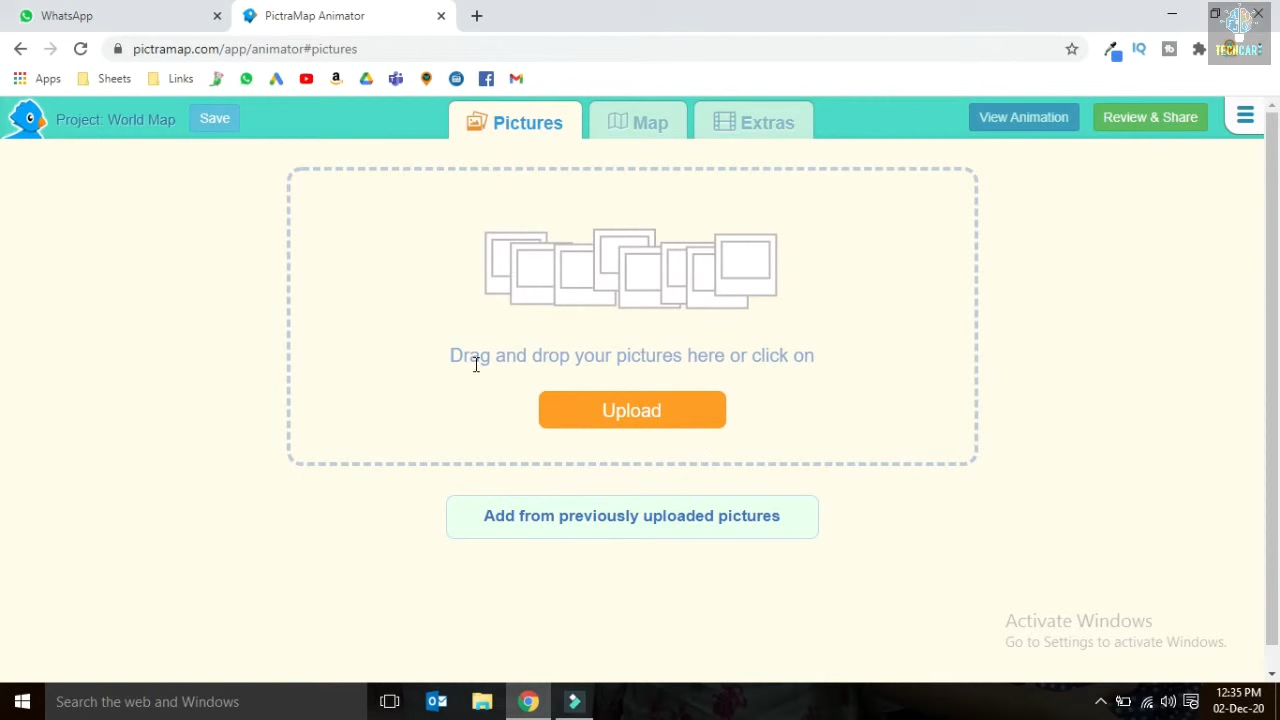 WhatsApp
PictraMap Animator
pictramap.com/app/animator#pictures
IQ
TECHCAR
Apps
Sheets
Links
Project: World Map
Save
Pictures
Map
Extras
View Animation
Review & Share
Drag and drop your pictures here or click on
Upload
Add from previously uploaded pictures
Activate Windows
Go to Settings to activate Windows.
Search the web and Windows
12:35 PM
02-Dec-20